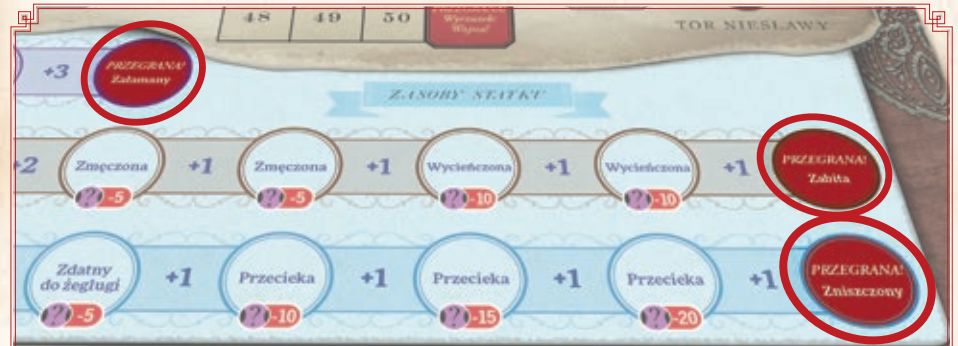 48 49 50
PRZEGRANA!
Wyrzutek
TOR NIESŁAWY
+3
PRZEGRANA!
Załamany
ZASOBY STATKU
+2 Zmęczona +1 Zmęczona +1 Wycieńczona +1 Wycieńczona +1
PRZEGRANA!
Zabita
? -5 ? -5 ? -10 ? -10
Zdatny
do żeglugi +1 Przecieka +1 Przecieka +1 Przecieka +1
PRZEGRANA!
Zniszczony
? -5 ? -10 ? -15 ? -20